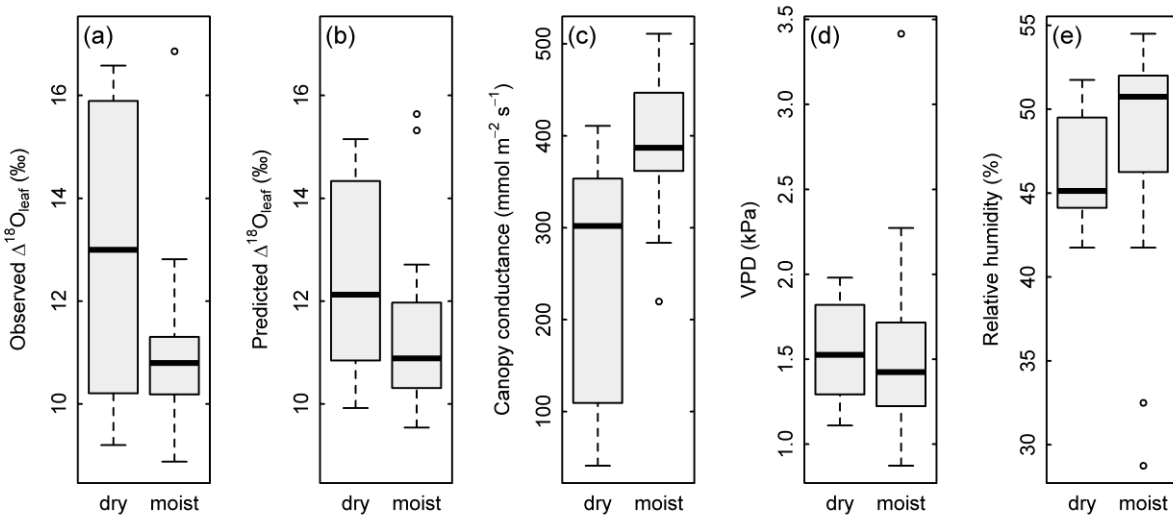 (a)
Observed Δ¹⁸O_leaf (‰)
16
14
12
10
dry moist
(b)
Predicted Δ¹⁸O_leaf (‰)
16
14
12
10
dry moist
(c)
Canopy conductance (mmol m⁻² s⁻¹)
500
400
300
200
100
dry moist
(d)
VPD (kPa)
3.5
3.0
2.5
2.0
1.5
1.0
dry moist
(e)
Relative humidity (%)
55
50
45
40
35
30
dry moist